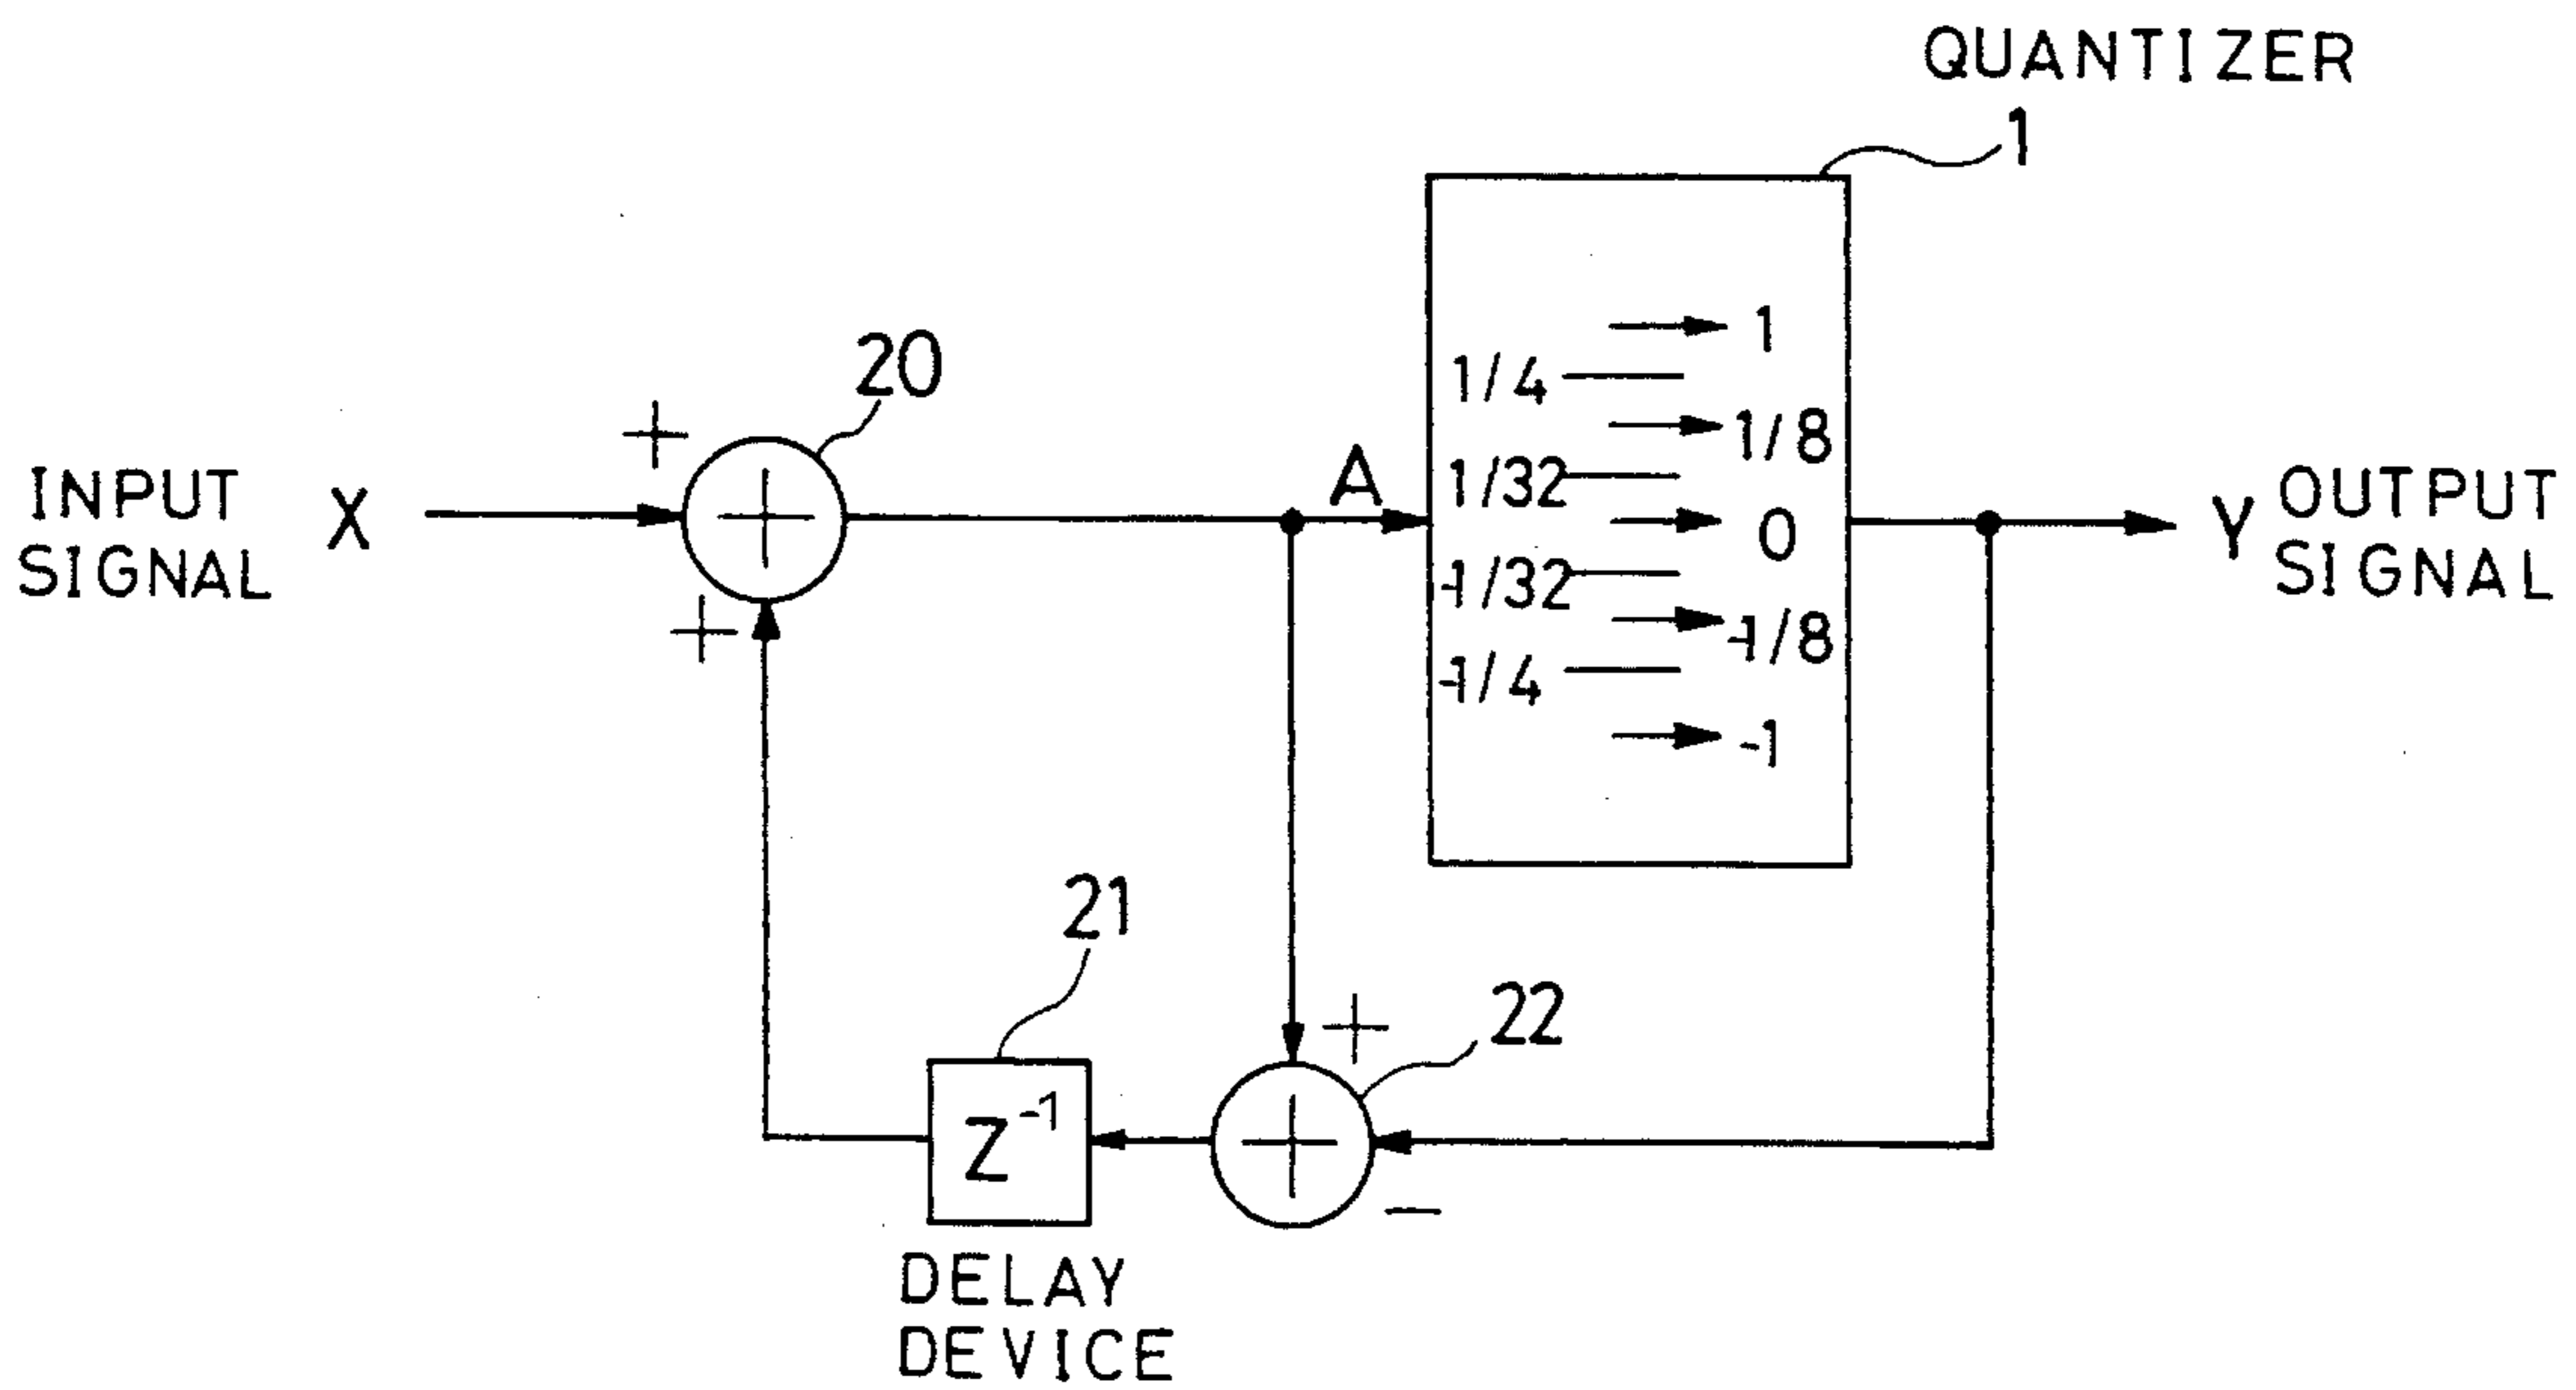 QUANTIZER
1
20
+
1
1/4
1/8
INPUT
SIGNAL
X
+
A
1/32
0
Y
OUTPUT
SIGNAL
+
-1/32
-1/8
-1/4
-1
21
22
+
Z⁻¹
+
−
DELAY
DEVICE